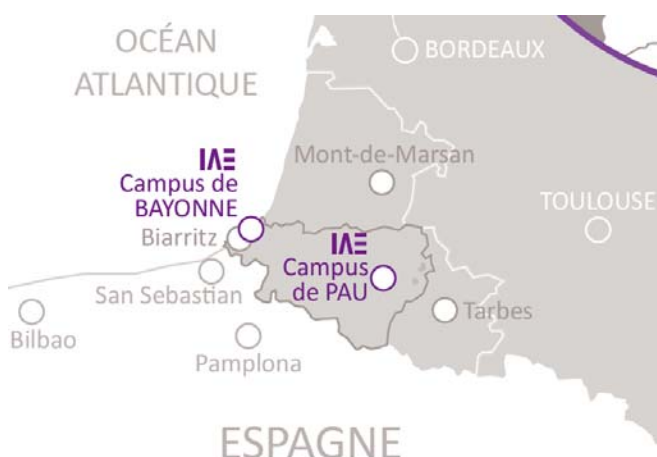 OCÉAN
ATLANTIQUE
BORDEAUX
IAE
Campus de
BAYONNE
Mont-de-Marsan
TOULOUSE
Biarritz
IAE
Campus
de PAU
San Sebastian
Tarbes
Bilbao
Pamplona
ESPAGNE